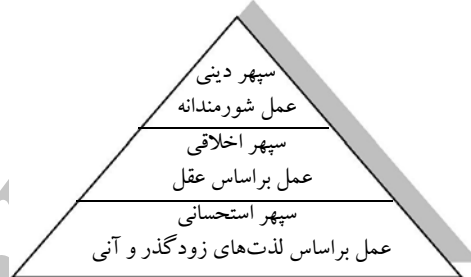 سپهر دینی
عمل شورمندانه
سپهر اخلاقی
عمل براساس عقل
سپهر استحسانی
عمل براساس لذت‌های زودگذر و آنی